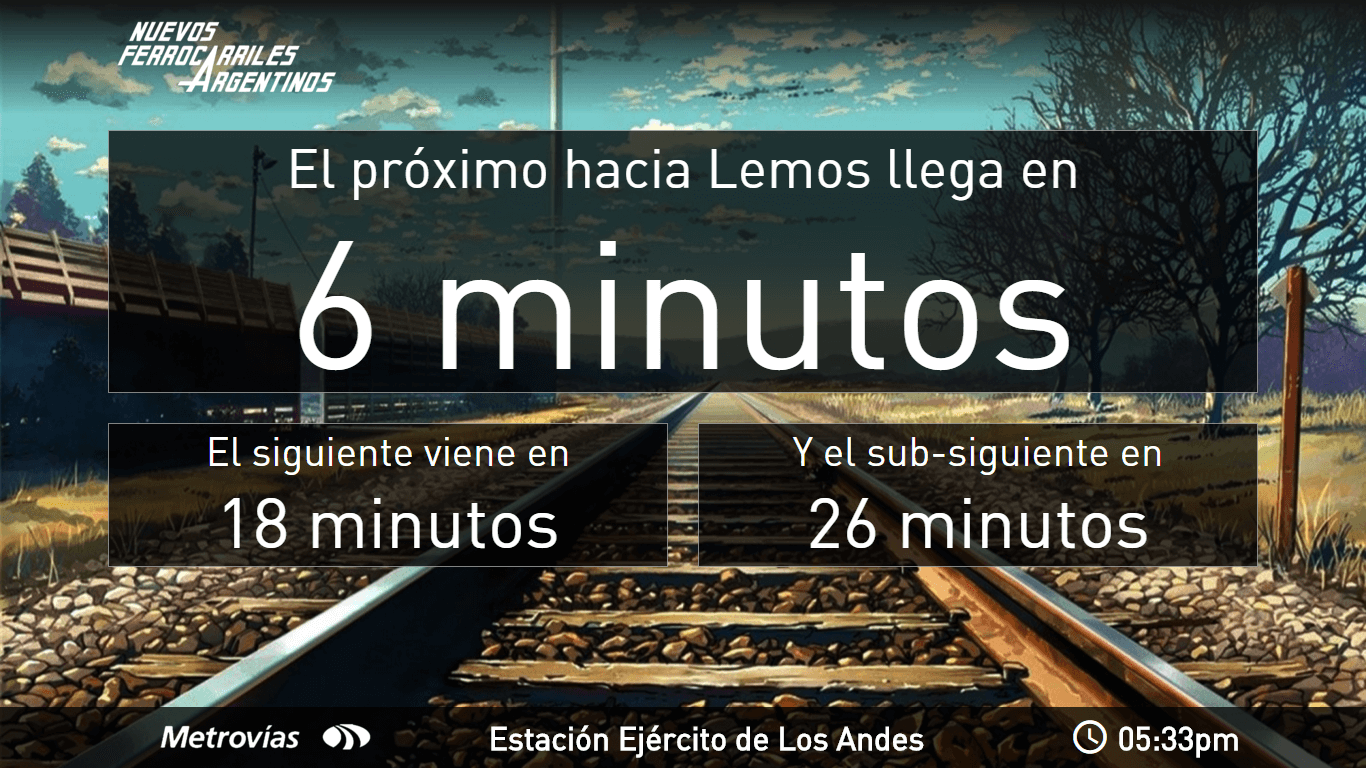 NUEVOS
FERROCARRILES
ARGENTINOS
El próximo hacia Lemos llega en
6 minutos
El siguiente viene en
18 minutos
Y el sub-siguiente en
26 minutos
Metrovías
Estación Ejército de Los Andes
05:33pm